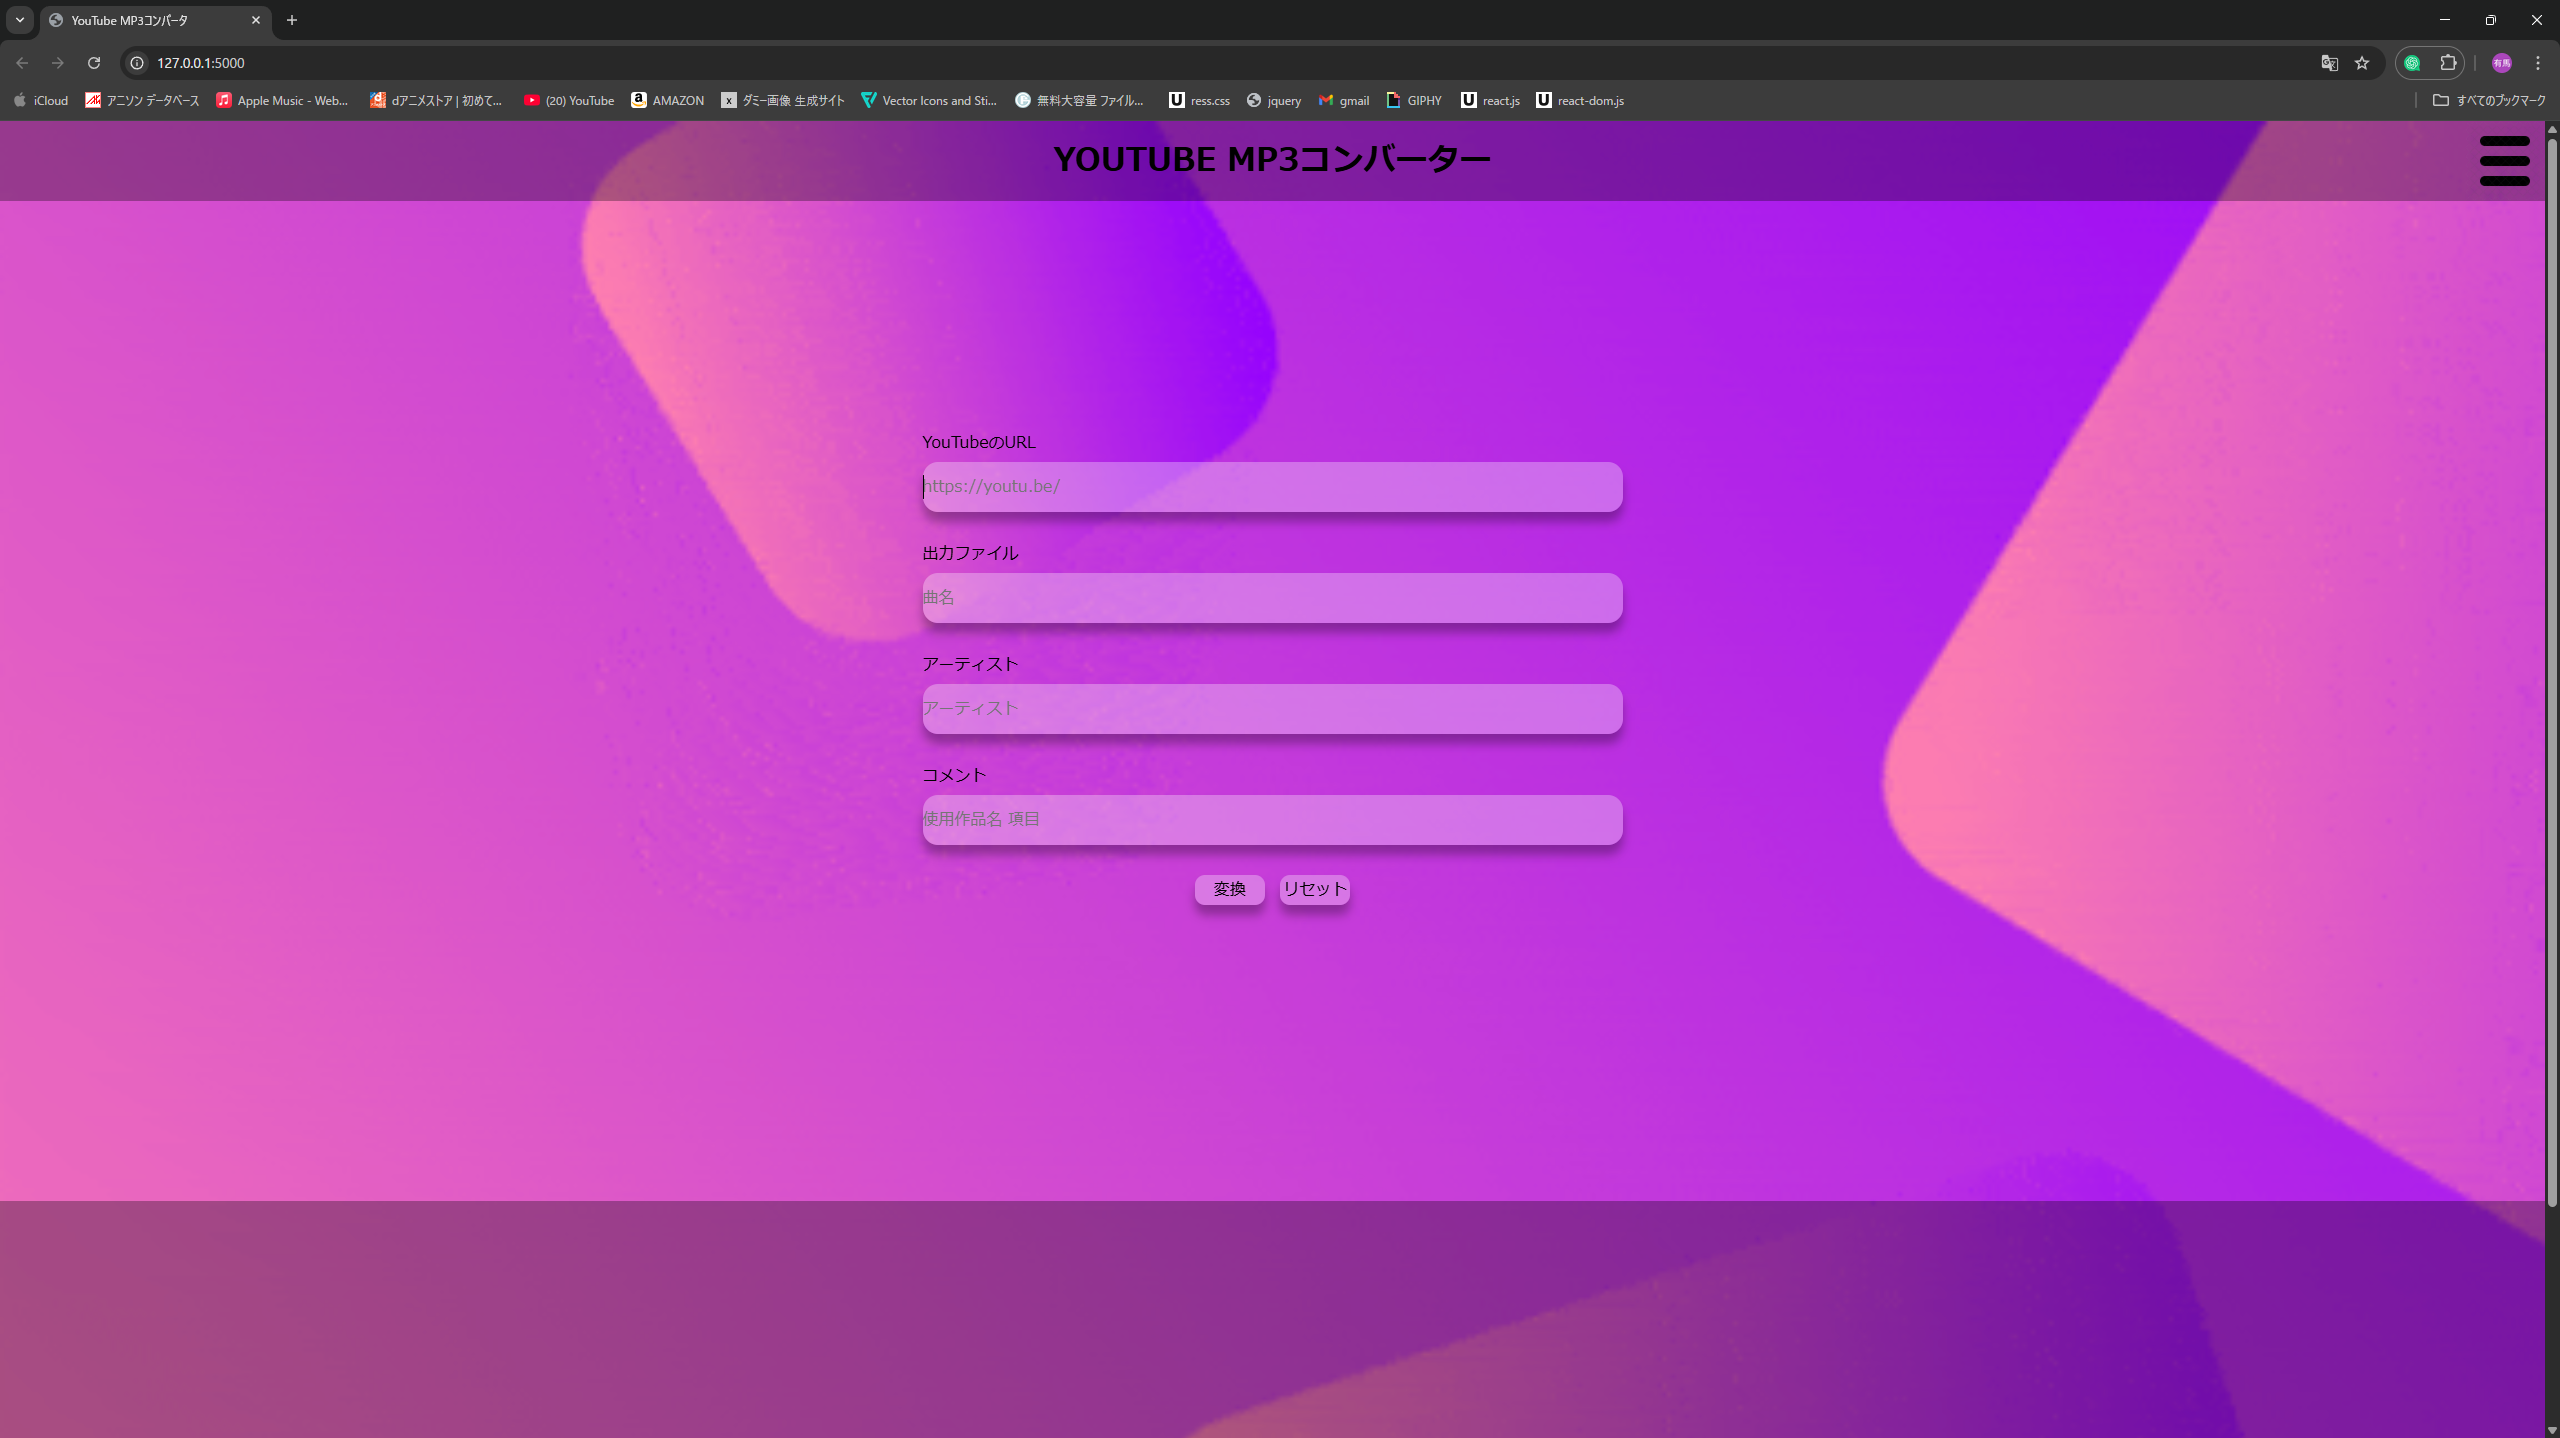 YouTube MP3コンバータ
127.0.0.1:5000
iCloud
アニソン データベース
Apple Music - Web...
dアニメストア | 初めて...
(20) YouTube
AMAZON
ダミー画像 生成サイト
Vector Icons and Sti...
無料大容量 ファイル...
ress.css
jquery
gmail
GIPHY
react.js
react-dom.js
すべてのブックマーク
YOUTUBE MP3コンバーター
YouTubeのURL
https://youtu.be/
出力ファイル
曲名
アーティスト
アーティスト
コメント
使用作品名 項目
変換
リセット